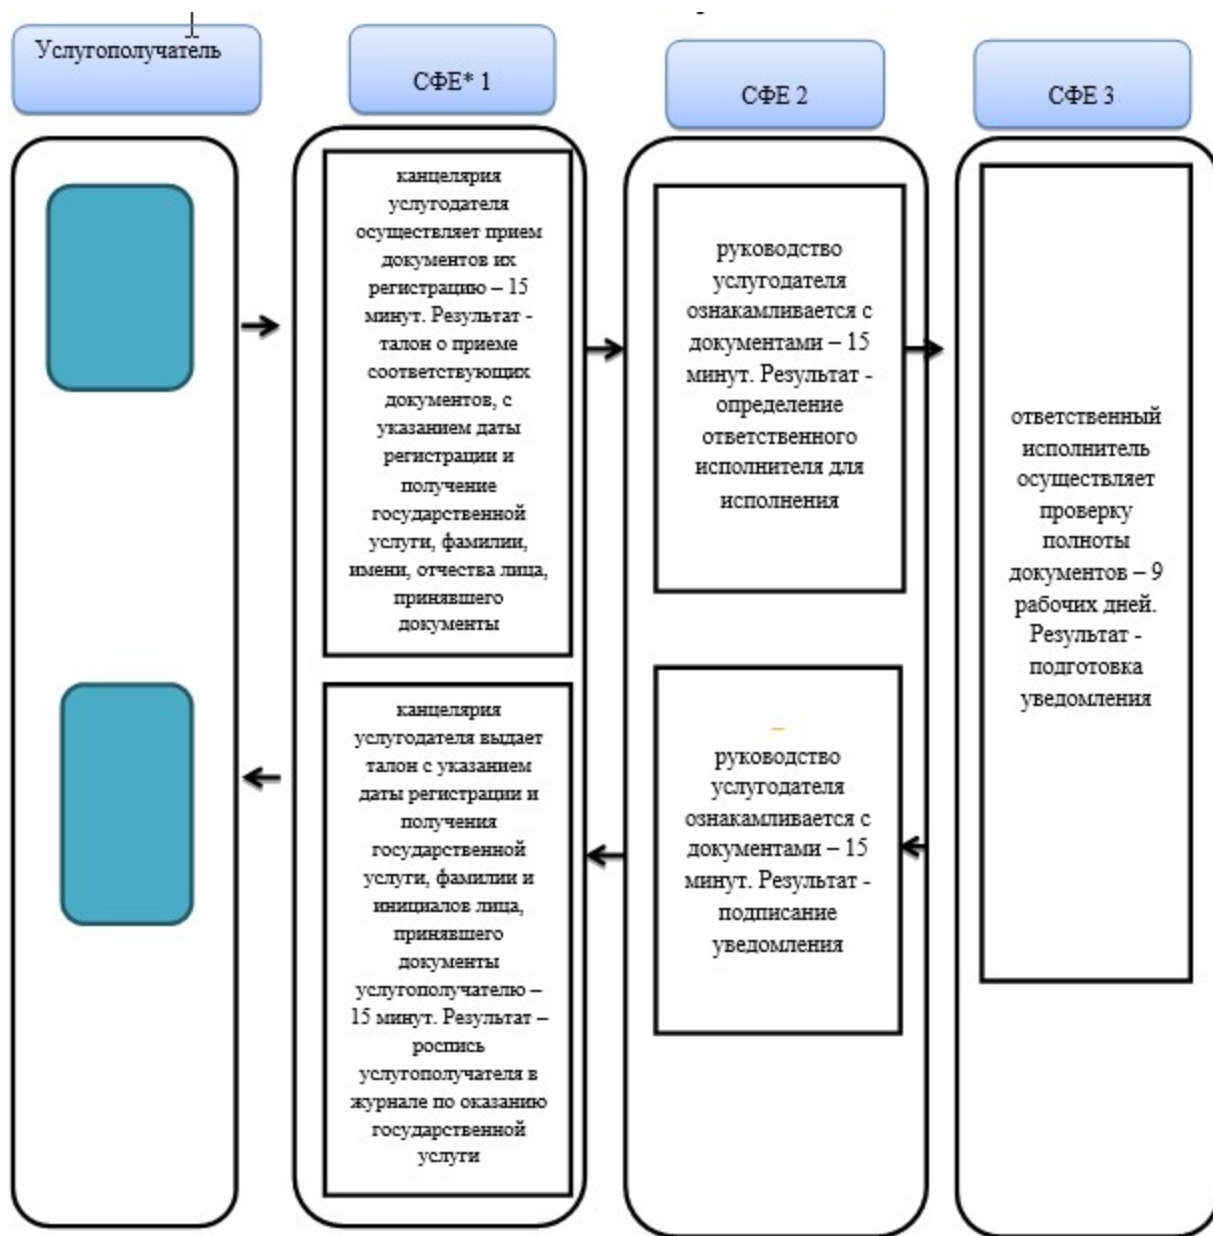 Услугополучатель
СФЕ* 1
СФЕ 2
СФЕ 3
канцелярия
услугодателя
осуществляет прием
документов их
регистрацию – 15
минут. Результат -
талон о приеме
соответствующих
документов, с
указанием даты
регистрации и
получение
государственной
услуги, фамилии,
имени, отчества лица,
принявшего
документы
руководство
услугодателя
ознакамливается с
документами – 15
минут. Результат -
определение
ответственного
исполнителя для
исполнения
ответственный
исполнитель
осуществляет
проверку
полноты
документов – 9
рабочих дней.
Результат -
подготовка
уведомления
руководство
услугодателя
ознакамливается с
документами – 15
минут. Результат -
подписание
уведомления
канцелярия
услугодателя выдает
талон с указанием
даты регистрации и
получения
государственной
услуги, фамилии и
инициалов лица,
принявшего
документы
услугополучателю –
15 минут. Результат –
роспись
услугополучателя в
журнале по оказанию
государственной
услуги